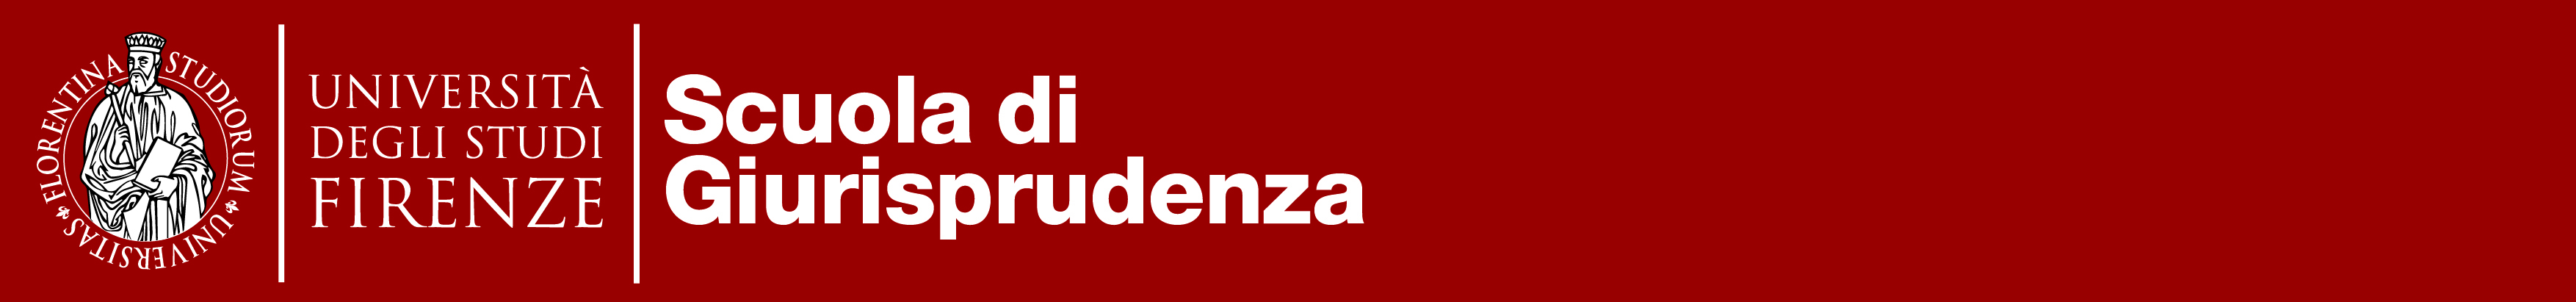 FLORENTINA STUDIORUM UNIVERSITAS
UNIVERSITÀ
DEGLI STUDI
FIRENZE
Scuola di
Giurisprudenza